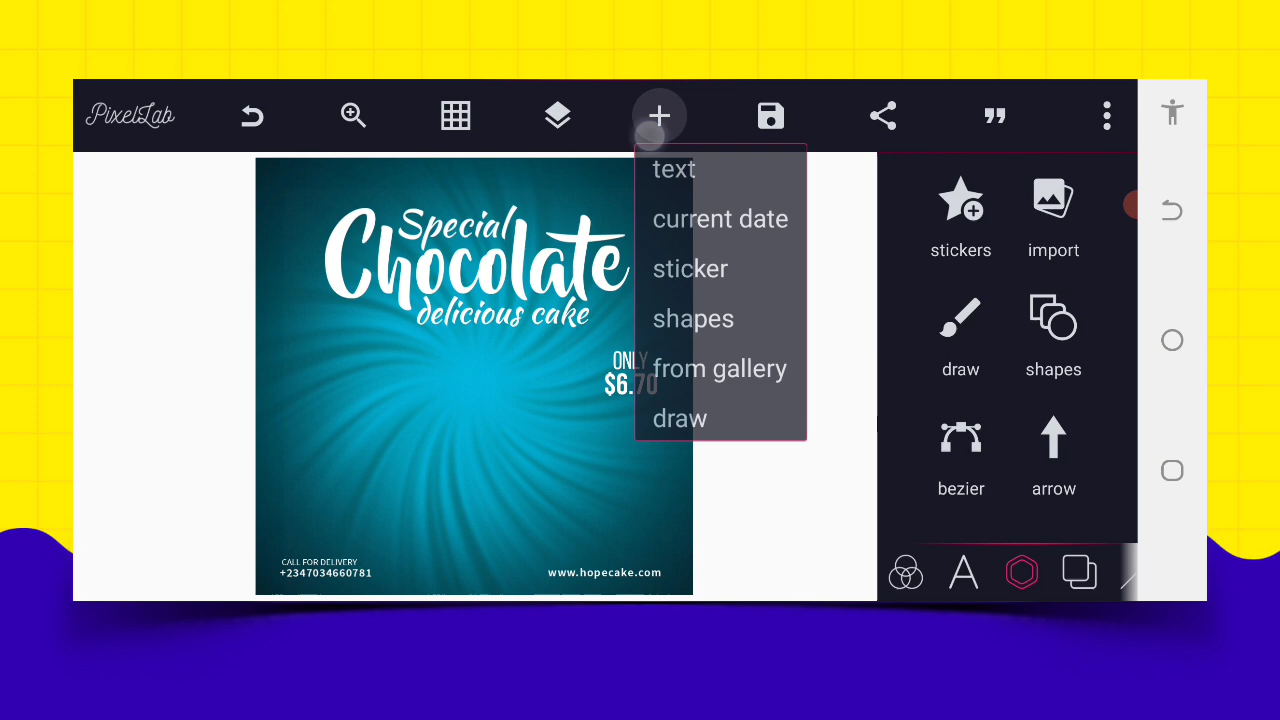 PixelLab
text
current date
sticker
shapes
from gallery
draw
Special
Chocolate
delicious cake
ONLY
$6.70
CALL FOR DELIVERY
+2347034660781
www.hopecake.com
stickers
import
draw
shapes
bezier
arrow